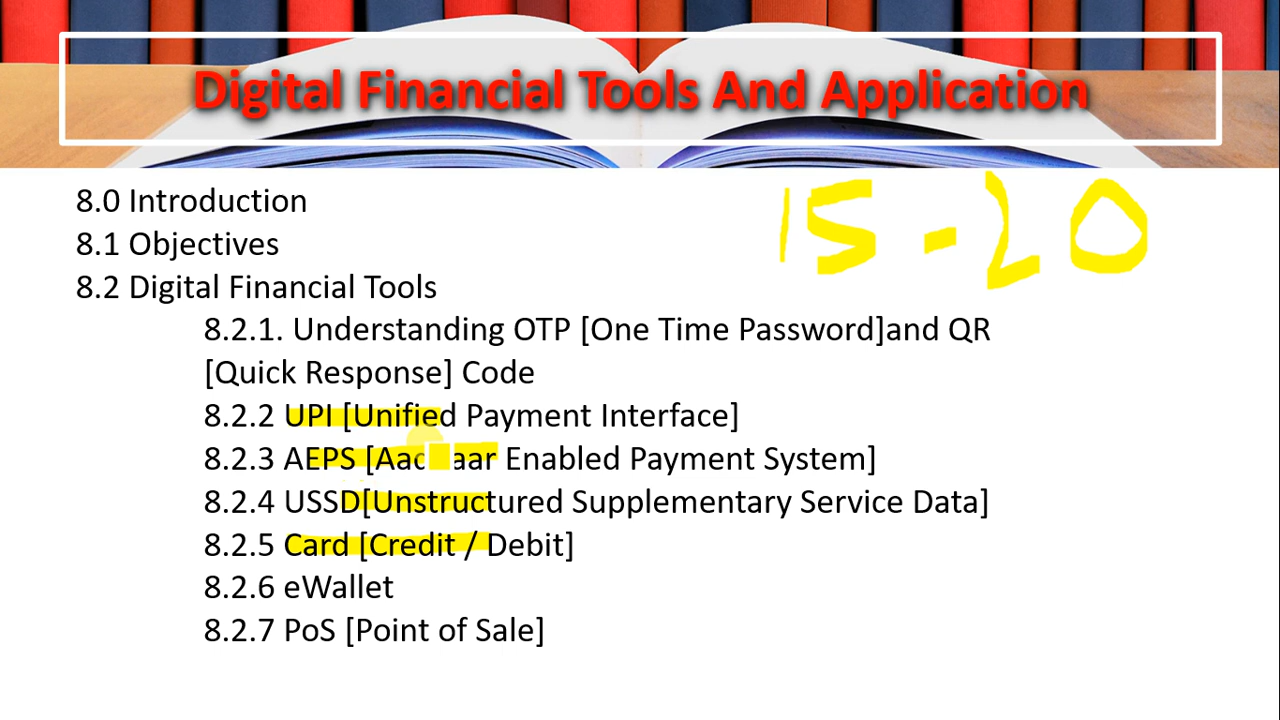 Digital Financial Tools And Application
15-20
8.0 Introduction
8.1 Objectives
8.2 Digital Financial Tools
8.2.1. Understanding OTP [One Time Password]and QR
[Quick Response] Code
8.2.2 UPI [Unified Payment Interface]
8.2.3 AEPS Enabled Payment System]
8.2.4 USSD[Unstructured Supplementary Service Data]
8.2.5 Card [Credit / Debit]
8.2.6 eWallet
8.2.7 PoS [Point of Sale]